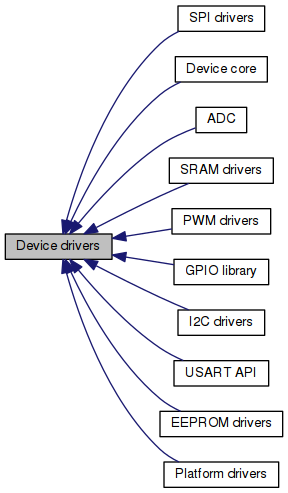 SPI drivers
Device core
ADC
SRAM drivers
PWM drivers
Device drivers
GPIO library
I2C drivers
USART API
EEPROM drivers
Platform drivers